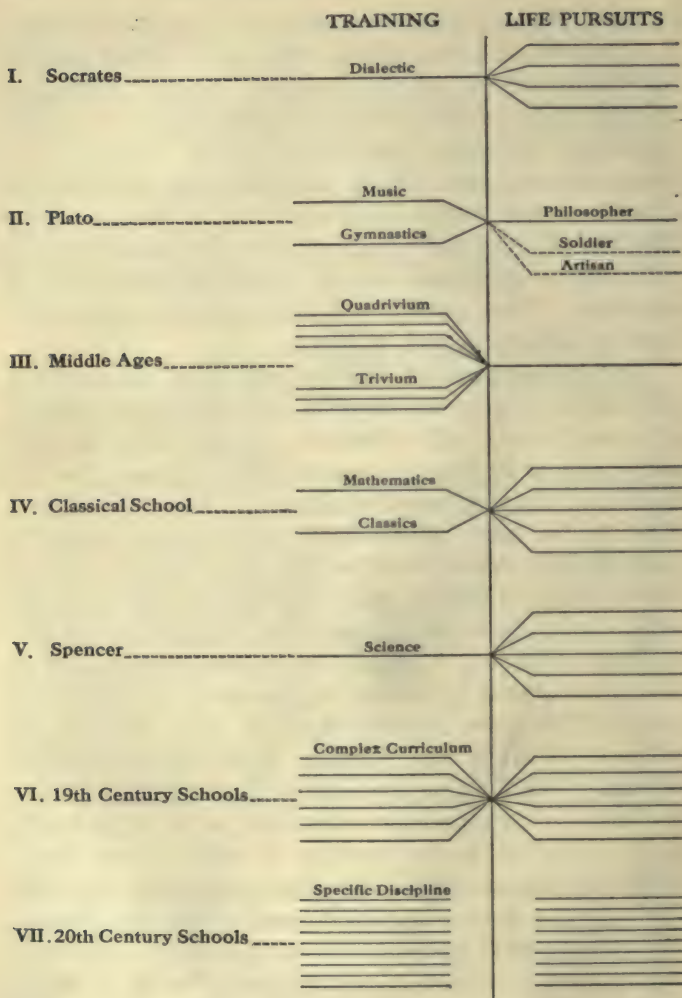 TRAINING LIFE PURSUITS
I. Socrates Dialectic
II. Plato Music
Gymnastics
Philosopher
Soldier
Artisan
III. Middle Ages Quadrivium
Trivium
IV. Classical School Mathematics
Classics
V. Spencer Science
VI. 19th Century Schools Complex Curriculum
VII. 20th Century Schools Specific Discipline